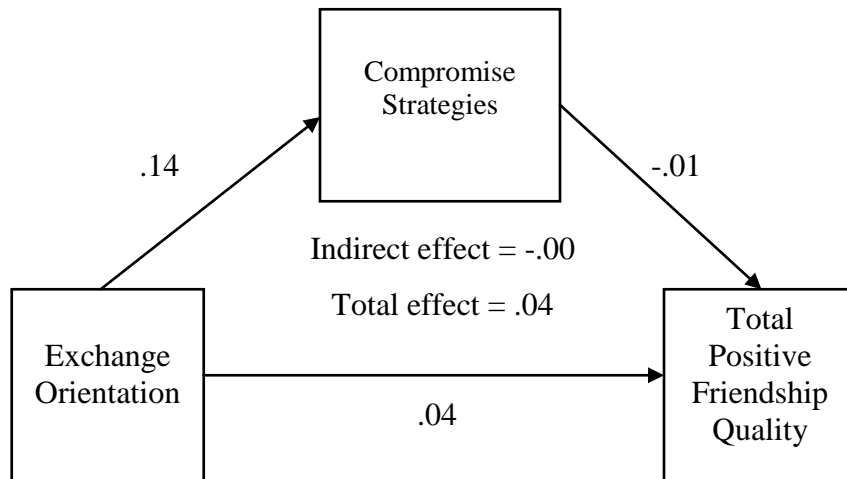 Compromise
Strategies
.14
-.01
Indirect effect = -.00
Total effect = .04
Exchange
Orientation
Total
Positive
Friendship
Quality
.04